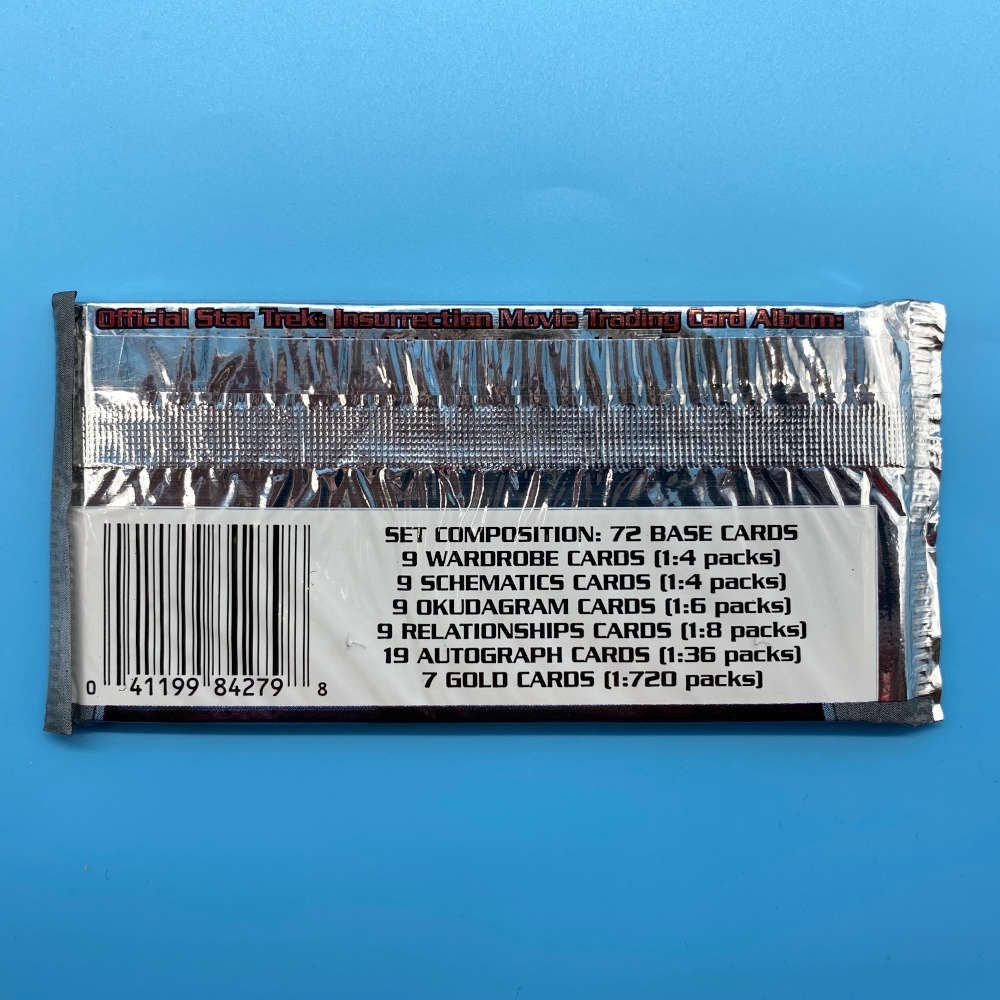 Official Star Trek: Insurrection Movie Trading Card Album:
SET COMPOSITION: 72 BASE CARDS
9 WARDROBE CARDS (1:4 packs)
9 SCHEMATICS CARDS (1:4 packs)
9 OKUDAGRAM CARDS (1:6 packs)
9 RELATIONSHIPS CARDS (1:8 packs)
19 AUTOGRAPH CARDS (1:36 packs)
7 GOLD CARDS (1:720 packs)
0 41199 84279 8